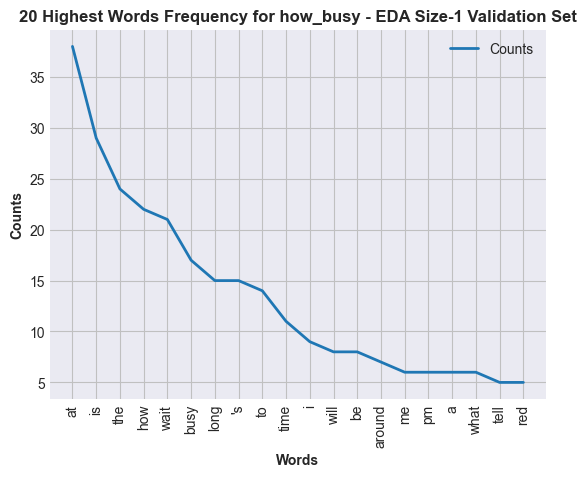 20 Highest Words Frequency for how_busy - EDA Size-1 Validation Set
Counts
Counts
35
30
25
20
15
10
5
at is the how wait busy long 's to time i will be around me pm a what tell red
Words